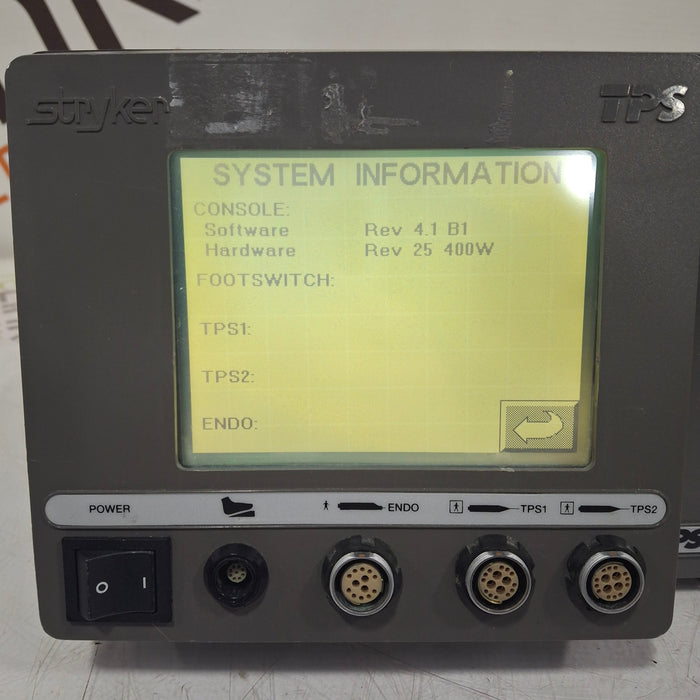 stryker
TPS
SYSTEM INFORMATION
CONSOLE:
Software Rev 4.1 B1
Hardware Rev 25 400W
FOOTSWITCH:
TPS1:
TPS2:
ENDO:
POWER ENDO TPS1 TPS2
O I